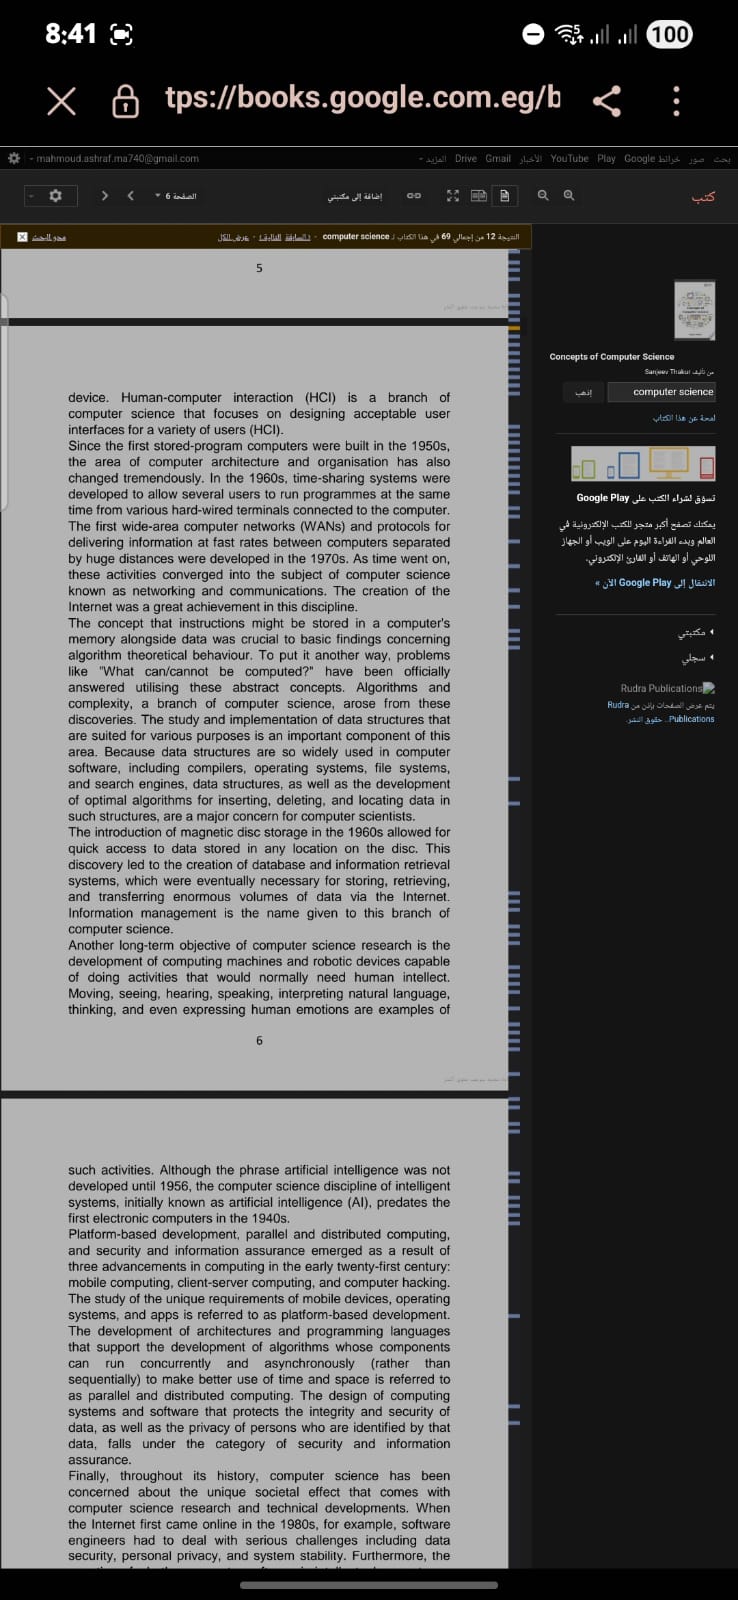 8:41
100
tps://books.google.com.eg/b
mahmoud.ashraf.ma740@gmail.com
بحث صور خرائط Google Play YouTube الأخبار Gmail Drive المزيد
كتب
إضافة إلى مكتبتي
الصفحة 6
النتيجة 12 من إجمالي 69 في هذا الكتاب لـ computer science - ‹ السابقة التالية › - عرض الكل
محو البحث
5
device. Human-computer interaction (HCI) is a branch of
computer science that focuses on designing acceptable user
interfaces for a variety of users (HCI).
Since the first stored-program computers were built in the 1950s,
the area of computer architecture and organisation has also
changed tremendously. In the 1960s, time-sharing systems were
developed to allow several users to run programmes at the same
time from various hard-wired terminals connected to the computer.
The first wide-area computer networks (WANs) and protocols for
delivering information at fast rates between computers separated
by huge distances were developed in the 1970s. As time went on,
these activities converged into the subject of computer science
known as networking and communications. The creation of the
Internet was a great achievement in this discipline.
The concept that instructions might be stored in a computer's
memory alongside data was crucial to basic findings concerning
algorithm theoretical behaviour. To put it another way, problems
like "What can/cannot be computed?" have been officially
answered utilising these abstract concepts. Algorithms and
complexity, a branch of computer science, arose from these
discoveries. The study and implementation of data structures that
are suited for various purposes is an important component of this
area. Because data structures are so widely used in computer
software, including compilers, operating systems, file systems,
and search engines, data structures, as well as the development
of optimal algorithms for inserting, deleting, and locating data in
such structures, are a major concern for computer scientists.
The introduction of magnetic disc storage in the 1960s allowed for
quick access to data stored in any location on the disc. This
discovery led to the creation of database and information retrieval
systems, which were eventually necessary for storing, retrieving,
and transferring enormous volumes of data via the Internet.
Information management is the name given to this branch of
computer science.
Another long-term objective of computer science research is the
development of computing machines and robotic devices capable
of doing activities that would normally need human intellect.
Moving, seeing, hearing, speaking, interpreting natural language,
thinking, and even expressing human emotions are examples of
6
such activities. Although the phrase artificial intelligence was not
developed until 1956, the computer science discipline of intelligent
systems, initially known as artificial intelligence (AI), predates the
first electronic computers in the 1940s.
Platform-based development, parallel and distributed computing,
and security and information assurance emerged as a result of
three advancements in computing in the early twenty-first century:
mobile computing, client-server computing, and computer hacking.
The study of the unique requirements of mobile devices, operating
systems, and apps is referred to as platform-based development.
The development of architectures and programming languages
that support the development of algorithms whose components
can run concurrently and asynchronously (rather than
sequentially) to make better use of time and space is referred to
as parallel and distributed computing. The design of computing
systems and software that protects the integrity and security of
data, as well as the privacy of persons who are identified by that
data, falls under the category of security and information
assurance.
Finally, throughout its history, computer science has been
concerned about the unique societal effect that comes with
computer science research and technical developments. When
the Internet first came online in the 1980s, for example, software
engineers had to deal with serious challenges including data
security, personal privacy, and system stability. Furthermore, the
Concepts of Computer Science
من تأليف Sanjeev Thakur
computer science
إذهب
لمحة عن هذا الكتاب
تسوّق لشراء الكتب على Google Play
يمكنك تصفح أكبر متجر للكتب الإلكترونية في
العالم وبدء القراءة اليوم على الويب أو الجهاز
اللوحي أو الهاتف أو القارئ الإلكتروني.
الانتقال إلى Google Play الآن »
مكتبتي
سجلي
Rudra Publications
يتم عرض الصفحات بإذن من Rudra
Publications. حقوق النشر.